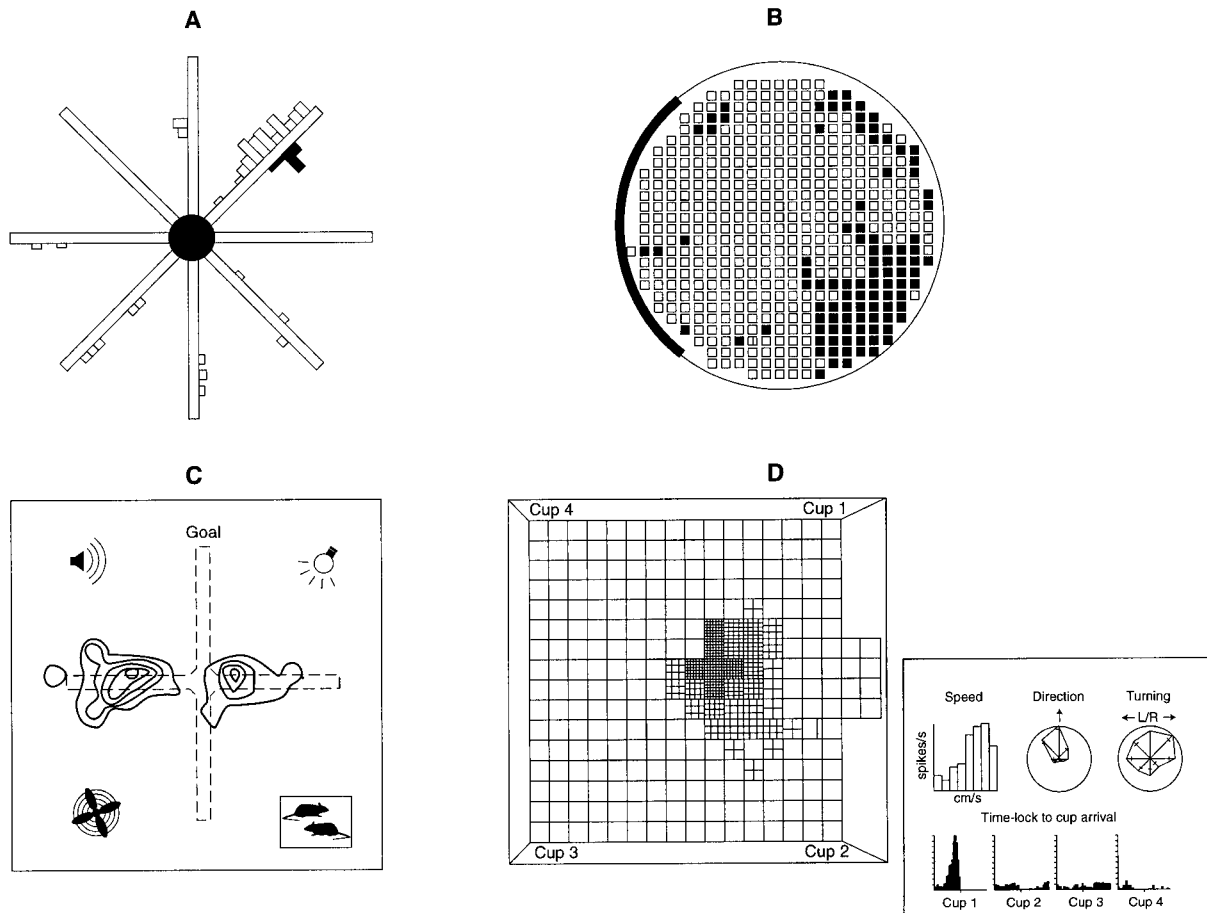 A
B
C
Goal
D
Cup 4 Cup 1
Cup 3 Cup 2
Speed Direction Turning
← L/R →
spikes/s
cm/s
Time-lock to cup arrival
Cup 1 Cup 2 Cup 3 Cup 4